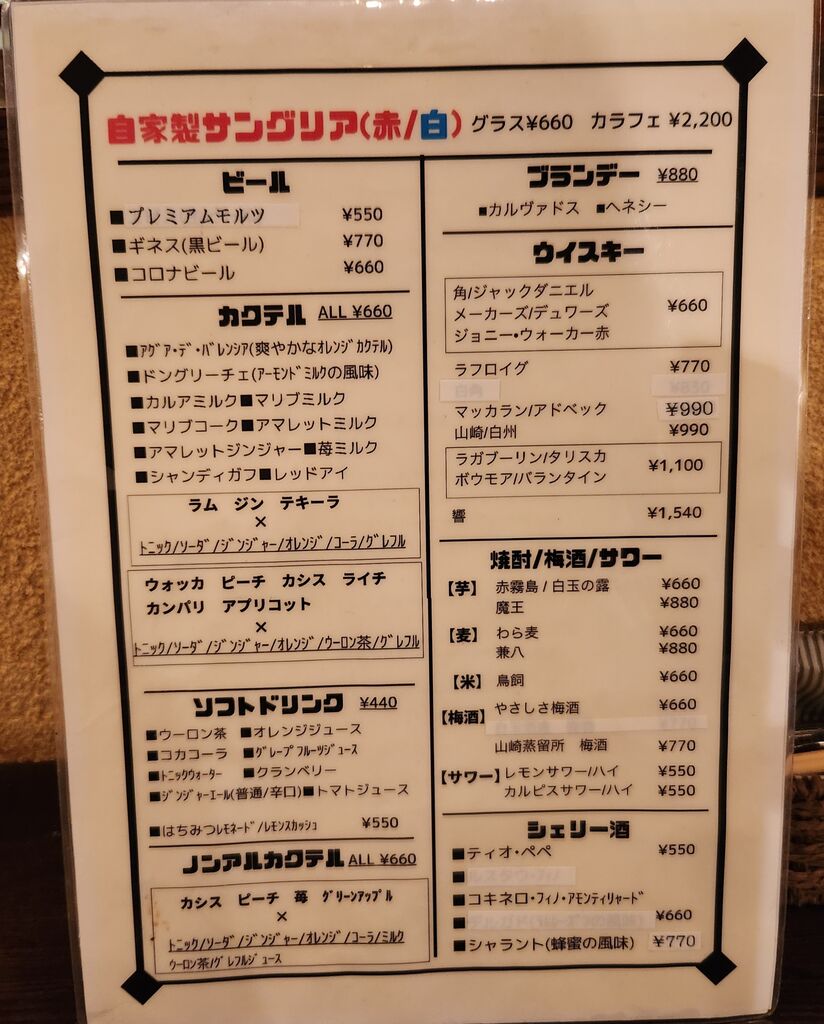 自家製サングリア(赤/白) グラス¥660 カラフェ ¥2,200
ビール
■プレミアムモルツ ¥550
■ギネス(黒ビール) ¥770
■コロナビール ¥660
カクテル ALL ¥660
■ｱｸﾞｱ・ﾃﾞ・ﾊﾞﾚﾝｼｱ(爽やかなｵﾚﾝｼﾞｶｸﾃﾙ)
■ドングリーチェ(ｱｰﾓﾝﾄﾞﾐﾙｸの風味)
■カルアミルク■マリブミルク
■マリブコーク■アマレットミルク
■アマレットジンジャー■苺ミルク
■シャンディガフ■レッドアイ
ラム ジン テキーラ
×
ﾄﾆｯｸ/ｿｰﾀﾞ/ｼﾞﾝｼﾞｬｰ/ｵﾚﾝｼﾞ/ｺｰﾗ/ｸﾞﾚﾌﾙ
ウォッカ ピーチ カシス ライチ
カンパリ アプリコット
×
ﾄﾆｯｸ/ｿｰﾀﾞ/ｼﾞﾝｼﾞｬｰ/ｵﾚﾝｼﾞ/ｳｰﾛﾝ茶/ｸﾞﾚﾌﾙ
ソフトドリンク ¥440
■ウーロン茶 ■オレンジジュース
■コカコーラ ■ｸﾞﾚｰﾌﾟﾌﾙｰﾂｼﾞｭｰｽ
■ﾄﾆｯｸｳｫｰﾀｰ ■クランベリー
■ｼﾞﾝｼﾞｬｰｴｰﾙ(普通/辛口)■トマトジュース
■はちみつﾚﾓﾈｰﾄﾞ/ﾚﾓﾝｽｶｯｼｭ ¥550
ノンアルカクテル ALL ¥660
カシス ピーチ 苺 ｸﾞﾘｰﾝｱｯﾌﾟﾙ
×
ﾄﾆｯｸ/ｿｰﾀﾞ/ｼﾞﾝｼﾞｬｰ/ｵﾚﾝｼﾞ/ｺｰﾗ/ﾐﾙｸ
ｳｰﾛﾝ茶/ｸﾞﾚﾌﾙｼﾞｭｰｽ
ブランデー ¥880
■カルヴァドス ■ヘネシー
ウイスキー
角/ジャックダニエル
メーカーズ/デュワーズ ¥660
ジョニー・ウォーカー赤
ラフロイグ ¥770
白角 ¥830
マッカラン/アドベック ¥990
山崎/白州 ¥990
ラガブーリン/タリスカ ¥1,100
ボウモア/バランタイン
響 ¥1,540
焼酎/梅酒/サワー
【芋】 赤霧島/白玉の露 ¥660
魔王 ¥880
【麦】 わら麦 ¥660
兼八 ¥880
【米】 鳥飼 ¥660
【梅酒】 やさしさ梅酒 ¥660
山崎蒸留所 梅酒 ¥770
【サワー】 レモンサワー/ハイ ¥550
カルピスサワー/ハイ ¥550
シェリー酒
■ティオ・ペペ ¥550
■
■コキネロ・ﾌｨﾉ・ｱﾓﾝﾃｨﾘｬｰﾄﾞ
■ ¥660
■シャラント(蜂蜜の風味) ¥770